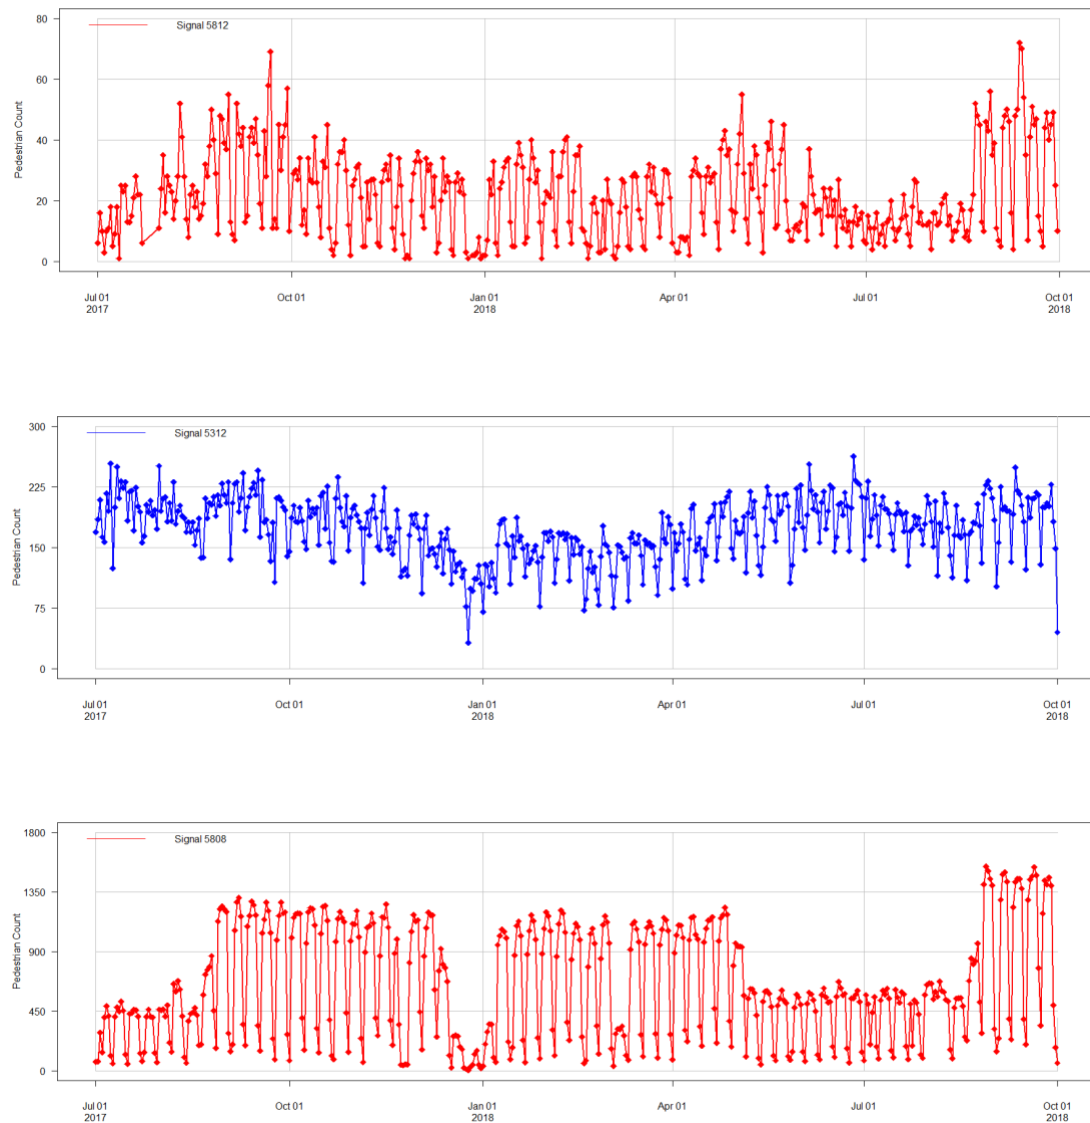 Signal 5812
Pedestrian Count
80
60
40
20
0
Jul 01 Oct 01 Jan 01 Apr 01 Jul 01 Oct 01
2017 2018 2018
Signal 5312
Pedestrian Count
300
225
150
75
0
Jul 01 Oct 01 Jan 01 Apr 01 Jul 01 Oct 01
2017 2018 2018
Signal 5808
Pedestrian Count
1800
1350
900
450
0
Jul 01 Oct 01 Jan 01 Apr 01 Jul 01 Oct 01
2017 2018 2018